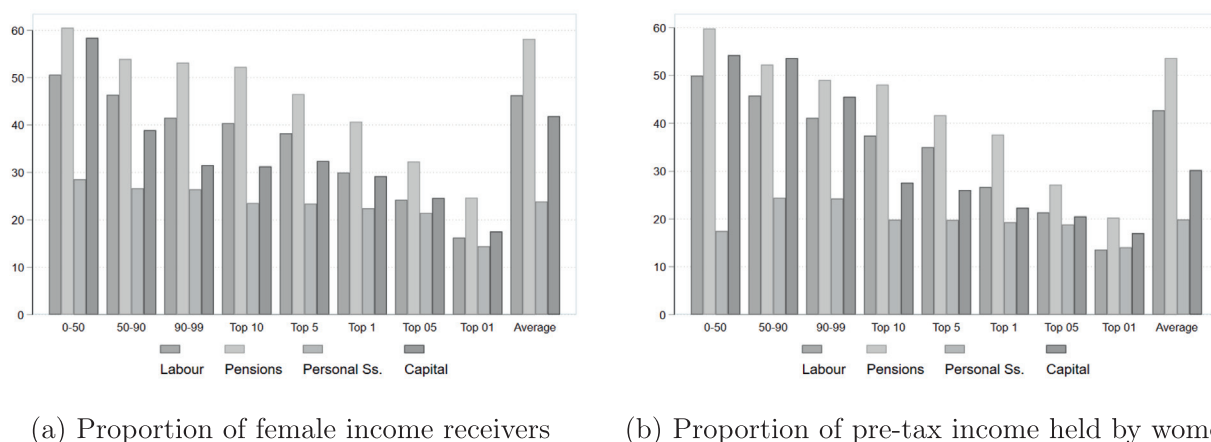 60
50
40
30
20
10
0
0-50 50-90 90-99 Top 10 Top 5 Top 1 Top 05 Top 01 Average
Labour Pensions Personal Ss. Capital
(a) Proportion of female income receivers
60
50
40
30
20
10
0
0-50 50-90 90-99 Top 10 Top 5 Top 1 Top 05 Top 01 Average
Labour Pensions Personal Ss. Capital
(b) Proportion of pre-tax income held by